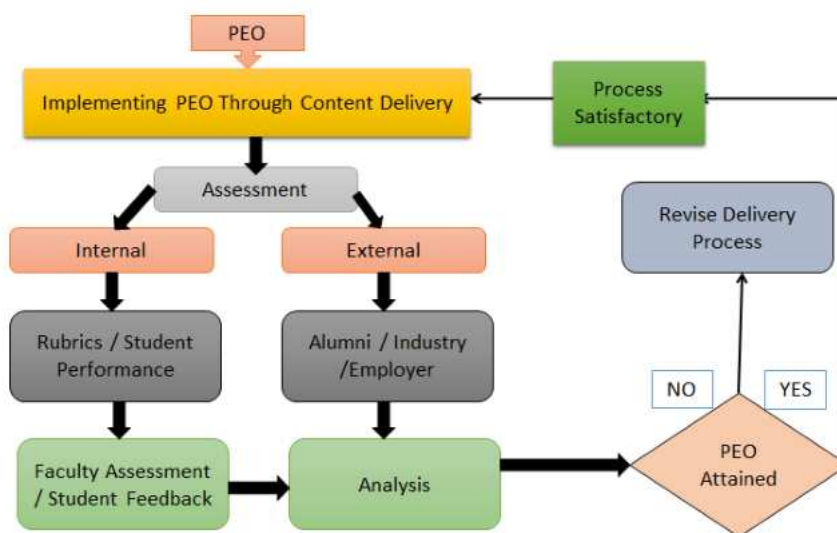 PEO
Implementing PEO Through Content Delivery
Process
Satisfactory
Assessment
Revise Delivery
Process
Internal
External
Rubrics / Student
Performance
Alumni / Industry
/Employer
NO
YES
Faculty Assessment
/ Student Feedback
Analysis
PEO
Attained